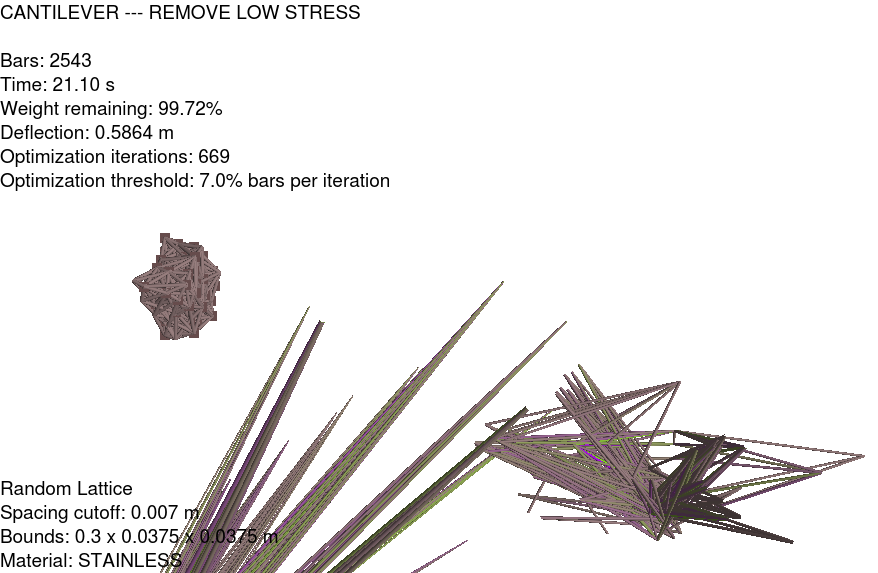 CANTILEVER --- REMOVE LOW STRESS
Bars: 2543
Time: 21.10 s
Weight remaining: 99.72%
Deflection: 0.5864 m
Optimization iterations: 669
Optimization threshold: 7.0% bars per iteration
Random Lattice
Spacing cutoff: 0.007 m
Bounds: 0.3 x 0.0375 x 0.0375 m
Material: STAINLESS